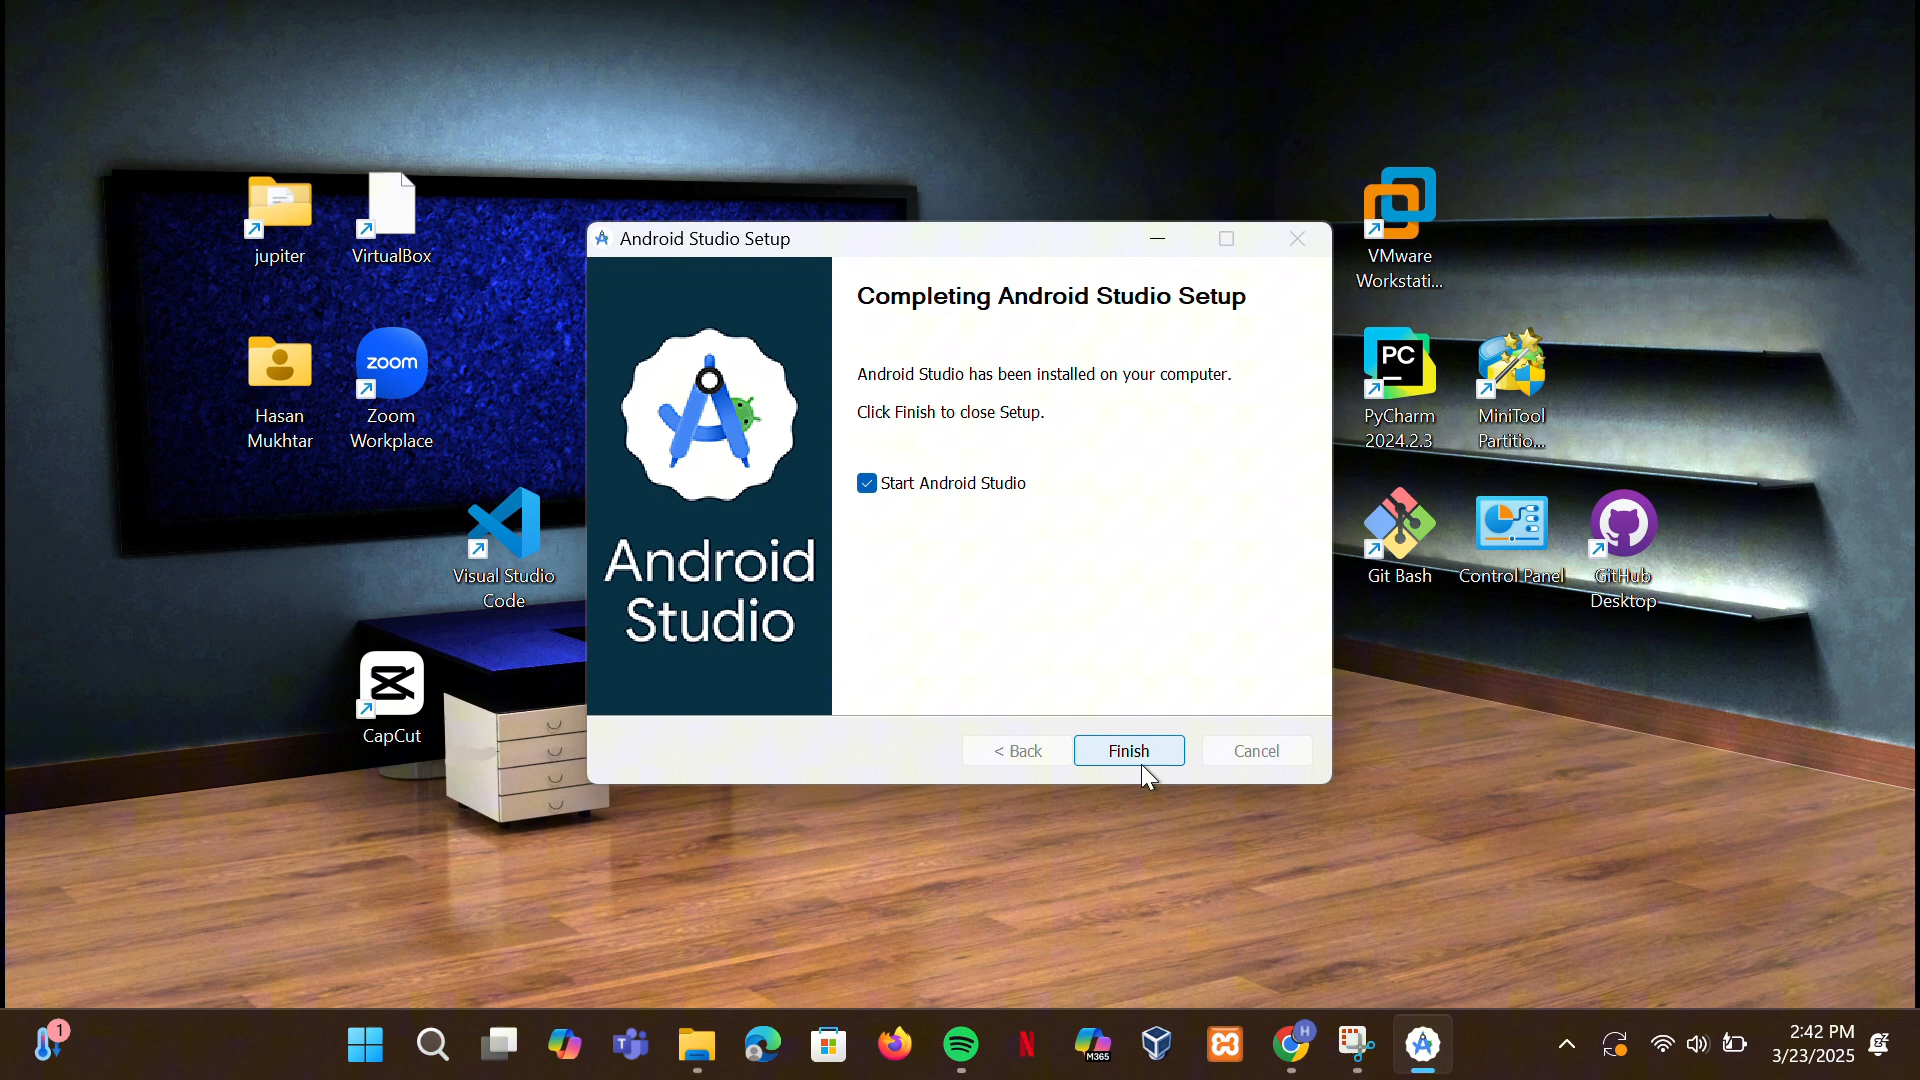 jupiter
VirtualBox
Hasan
Mukhtar
zoom
Zoom
Workplace
Visual Studio
Code
CapCut
Android Studio Setup
Completing Android Studio Setup
Android Studio has been installed on your computer.
Click Finish to close Setup.
Start Android Studio
Android
Studio
< Back
Finish
Cancel
VMware
Workstati...
PC
PyCharm
2024.2.3
MiniTool
Partitio...
Git Bash
Control Panel
GitHub
Desktop
1
M365
H
2:42 PM
3/23/2025